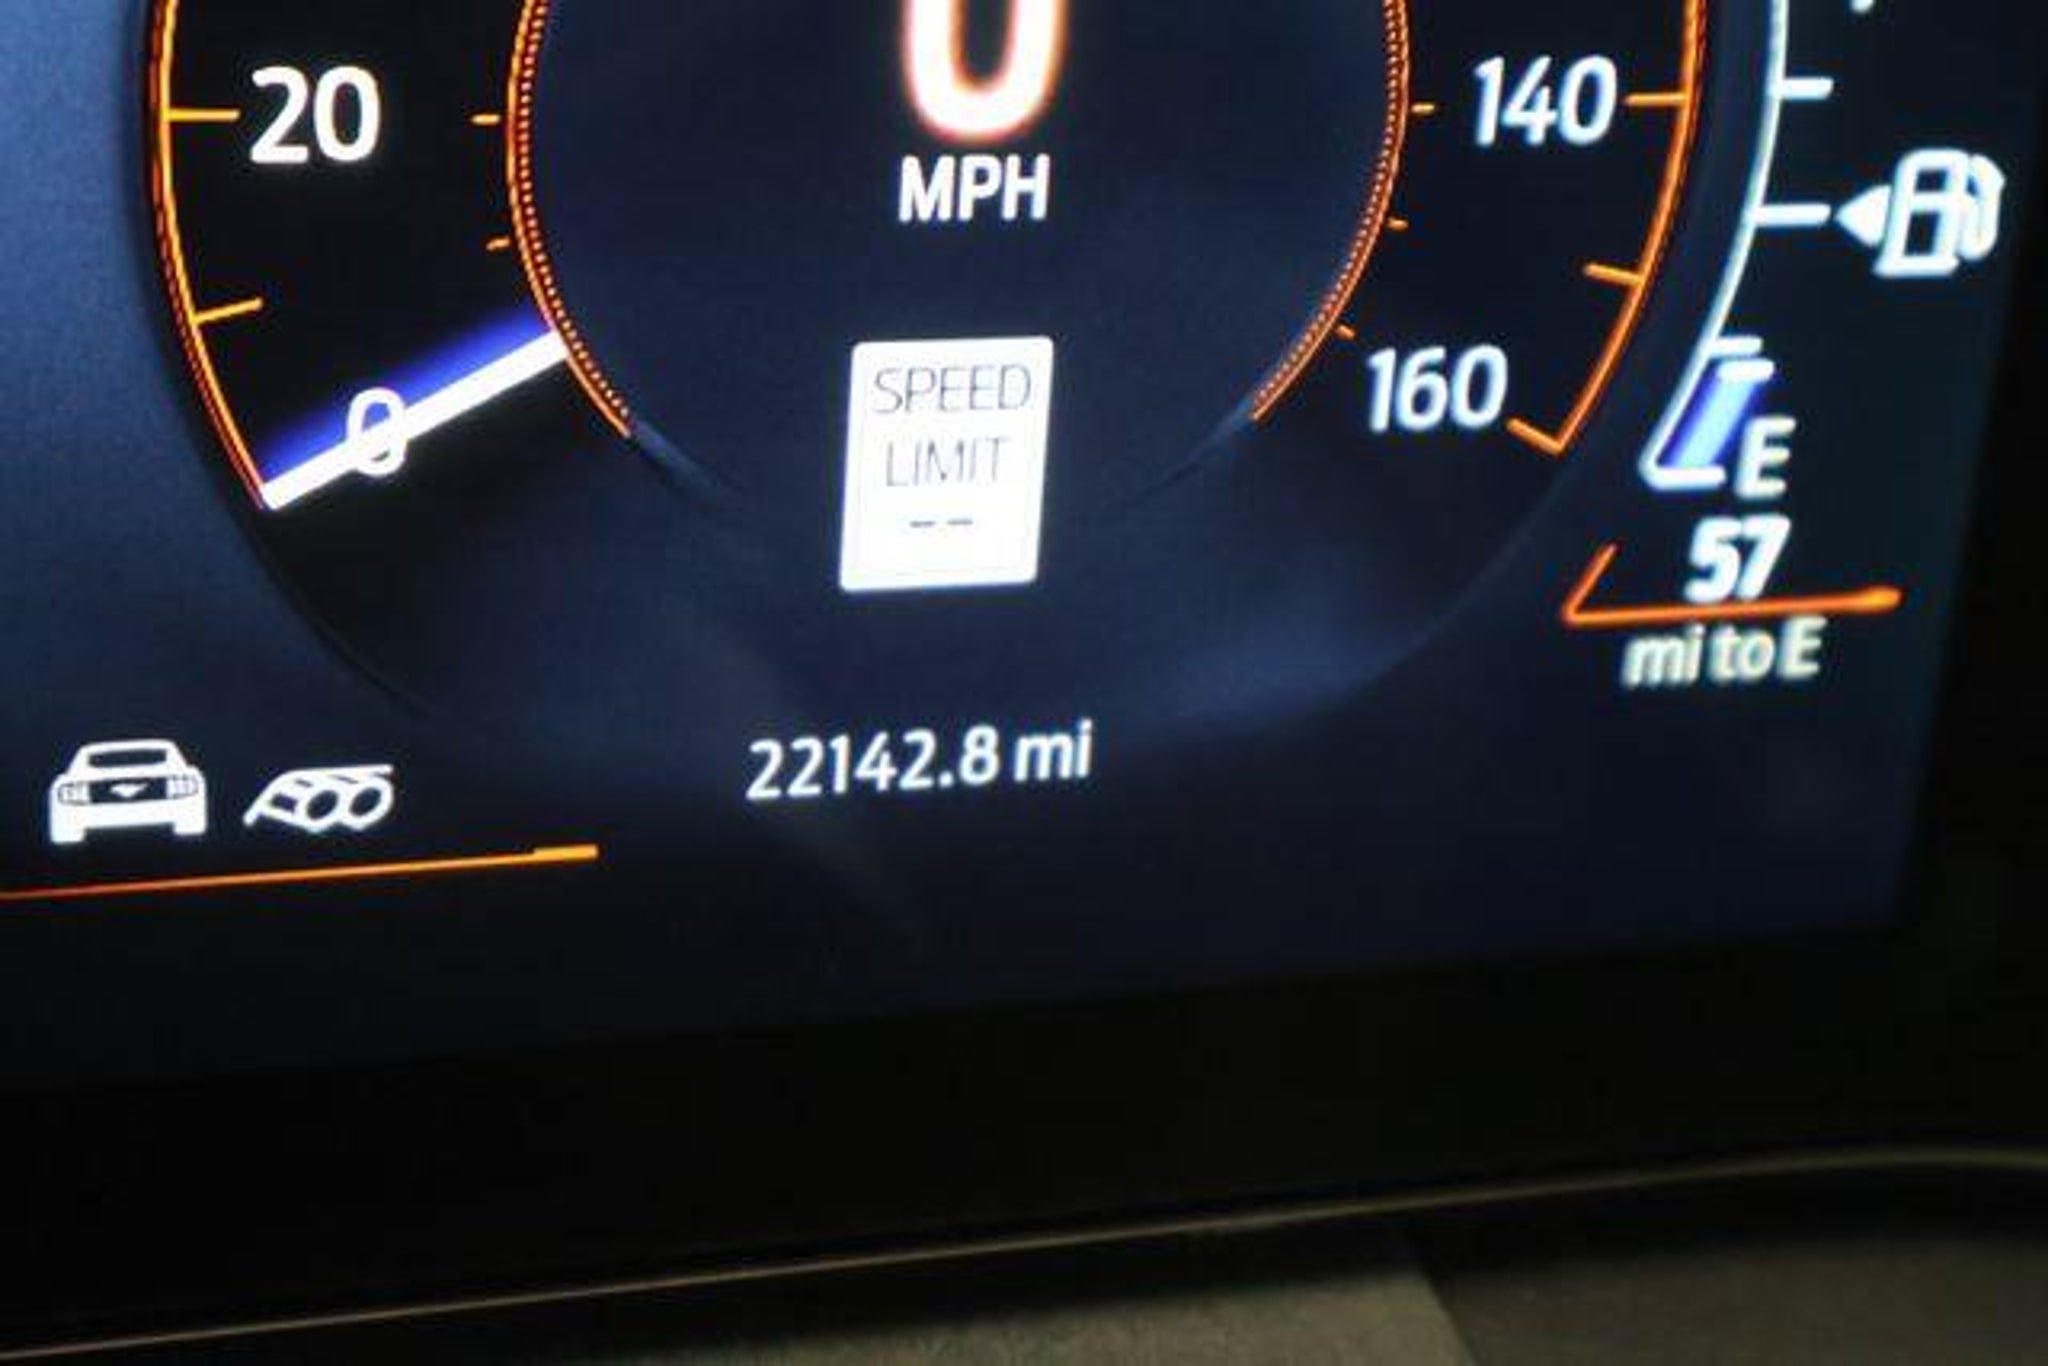 0
MPH
20
140
0
160
SPEED
LIMIT
--
E
57
mi to E
22142.8 mi